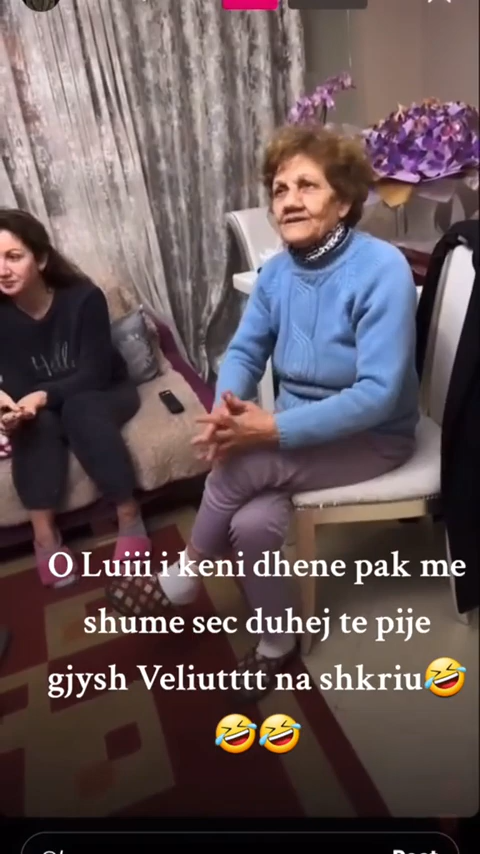 O Luiii i keni dhene pak me
shume sec duhej te pije
gjysh Veliutttt na shkriu🤣
🤣🤣